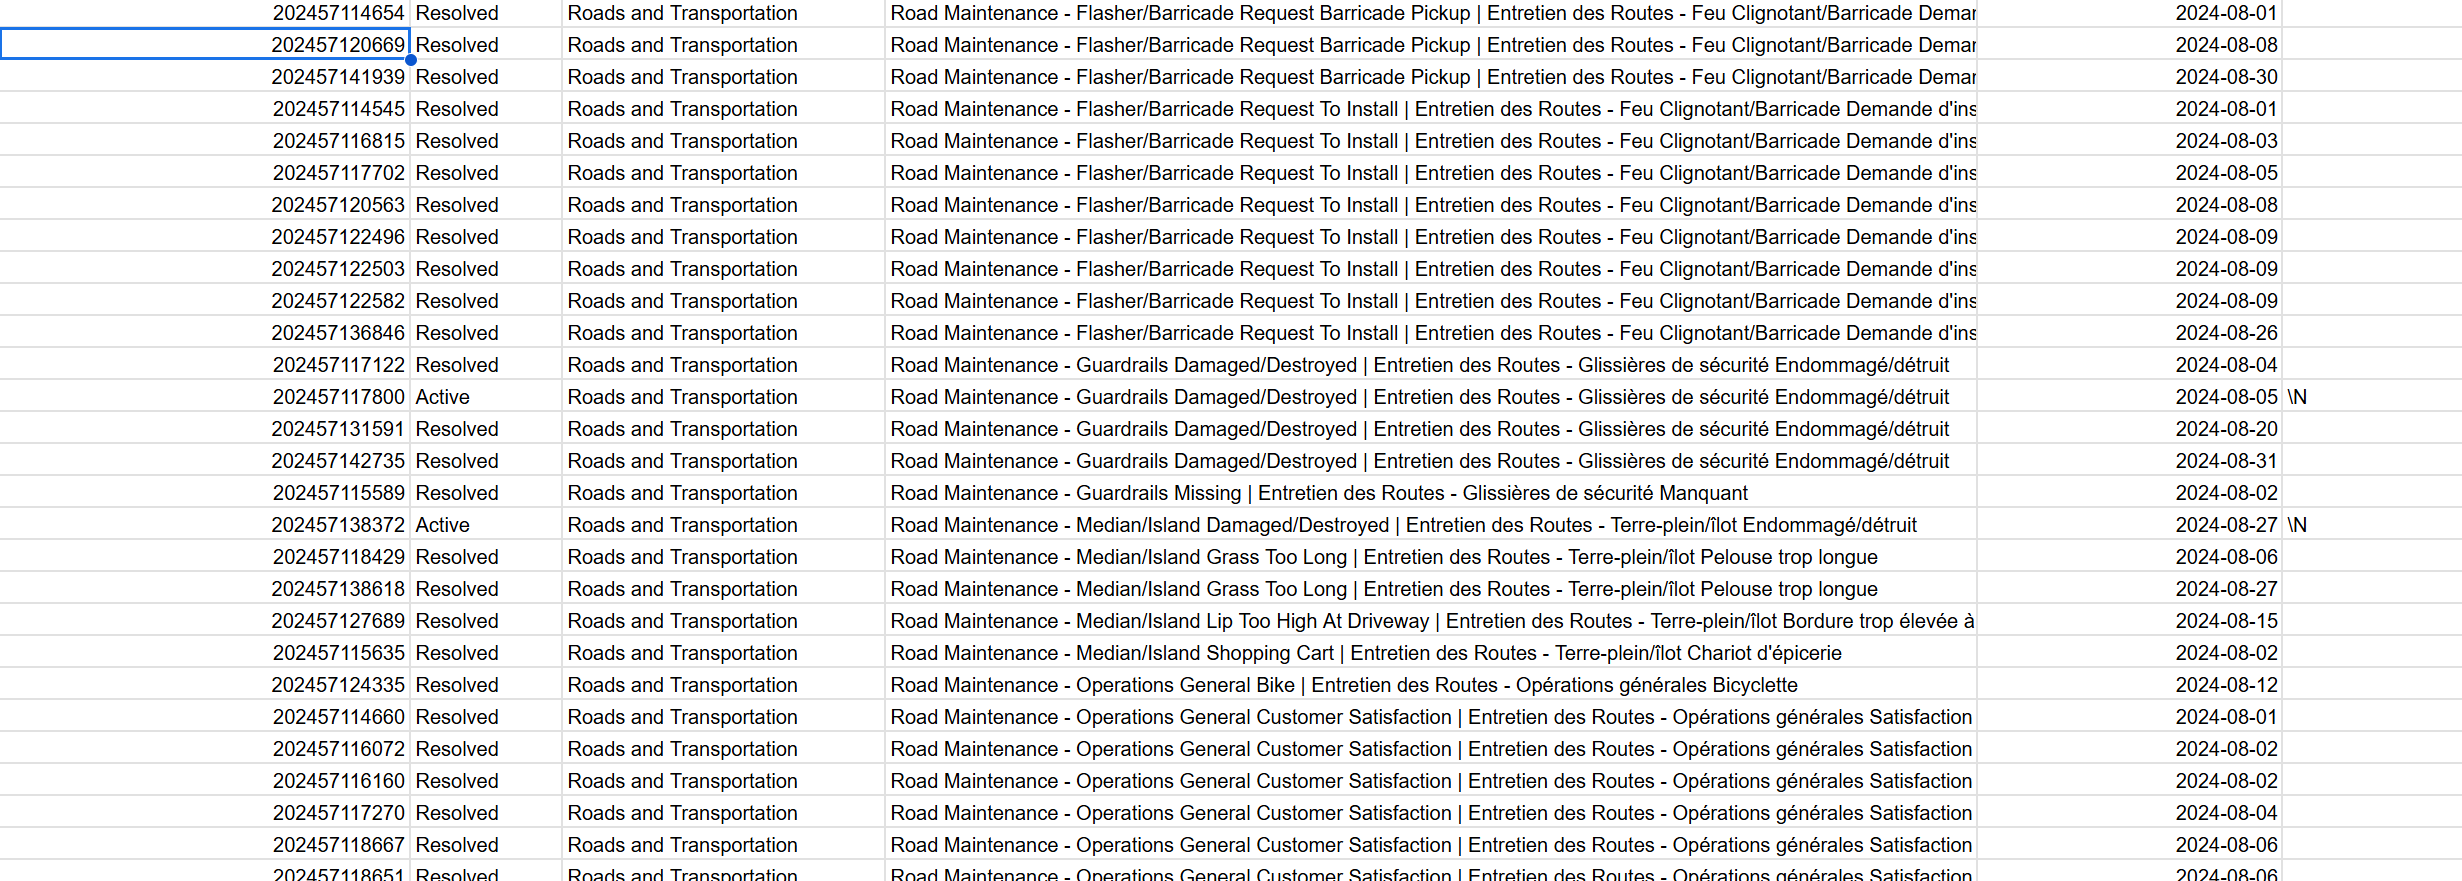 202457114654 Resolved Roads and Transportation Road Maintenance - Flasher/Barricade Request Barricade Pickup | Entretien des Routes - Feu Clignotant/Barricade Demar 2024-08-01
202457120669 Resolved Roads and Transportation Road Maintenance - Flasher/Barricade Request Barricade Pickup | Entretien des Routes - Feu Clignotant/Barricade Demar 2024-08-08
202457141939 Resolved Roads and Transportation Road Maintenance - Flasher/Barricade Request Barricade Pickup | Entretien des Routes - Feu Clignotant/Barricade Demar 2024-08-30
202457114545 Resolved Roads and Transportation Road Maintenance - Flasher/Barricade Request To Install | Entretien des Routes - Feu Clignotant/Barricade Demande d'ins 2024-08-01
202457116815 Resolved Roads and Transportation Road Maintenance - Flasher/Barricade Request To Install | Entretien des Routes - Feu Clignotant/Barricade Demande d'ins 2024-08-03
202457117702 Resolved Roads and Transportation Road Maintenance - Flasher/Barricade Request To Install | Entretien des Routes - Feu Clignotant/Barricade Demande d'ins 2024-08-05
202457120563 Resolved Roads and Transportation Road Maintenance - Flasher/Barricade Request To Install | Entretien des Routes - Feu Clignotant/Barricade Demande d'ins 2024-08-08
202457122496 Resolved Roads and Transportation Road Maintenance - Flasher/Barricade Request To Install | Entretien des Routes - Feu Clignotant/Barricade Demande d'ins 2024-08-09
202457122503 Resolved Roads and Transportation Road Maintenance - Flasher/Barricade Request To Install | Entretien des Routes - Feu Clignotant/Barricade Demande d'ins 2024-08-09
202457122582 Resolved Roads and Transportation Road Maintenance - Flasher/Barricade Request To Install | Entretien des Routes - Feu Clignotant/Barricade Demande d'ins 2024-08-09
202457136846 Resolved Roads and Transportation Road Maintenance - Flasher/Barricade Request To Install | Entretien des Routes - Feu Clignotant/Barricade Demande d'ins 2024-08-26
202457117122 Resolved Roads and Transportation Road Maintenance - Guardrails Damaged/Destroyed | Entretien des Routes - Glissières de sécurité Endommagé/détruit 2024-08-04
202457117800 Active Roads and Transportation Road Maintenance - Guardrails Damaged/Destroyed | Entretien des Routes - Glissières de sécurité Endommagé/détruit 2024-08-05 \N
202457131591 Resolved Roads and Transportation Road Maintenance - Guardrails Damaged/Destroyed | Entretien des Routes - Glissières de sécurité Endommagé/détruit 2024-08-20
202457142735 Resolved Roads and Transportation Road Maintenance - Guardrails Damaged/Destroyed | Entretien des Routes - Glissières de sécurité Endommagé/détruit 2024-08-31
202457115589 Resolved Roads and Transportation Road Maintenance - Guardrails Missing | Entretien des Routes - Glissières de sécurité Manquant 2024-08-02
202457138372 Active Roads and Transportation Road Maintenance - Median/Island Damaged/Destroyed | Entretien des Routes - Terre-plein/îlot Endommagé/détruit 2024-08-27 \N
202457118429 Resolved Roads and Transportation Road Maintenance - Median/Island Grass Too Long | Entretien des Routes - Terre-plein/îlot Pelouse trop longue 2024-08-06
202457138618 Resolved Roads and Transportation Road Maintenance - Median/Island Grass Too Long | Entretien des Routes - Terre-plein/îlot Pelouse trop longue 2024-08-27
202457127689 Resolved Roads and Transportation Road Maintenance - Median/Island Lip Too High At Driveway | Entretien des Routes - Terre-plein/îlot Bordure trop élevée à 2024-08-15
202457115635 Resolved Roads and Transportation Road Maintenance - Median/Island Shopping Cart | Entretien des Routes - Terre-plein/îlot Chariot d'épicerie 2024-08-02
202457124335 Resolved Roads and Transportation Road Maintenance - Operations General Bike | Entretien des Routes - Opérations générales Bicyclette 2024-08-12
202457114660 Resolved Roads and Transportation Road Maintenance - Operations General Customer Satisfaction | Entretien des Routes - Opérations générales Satisfaction 2024-08-01
202457116072 Resolved Roads and Transportation Road Maintenance - Operations General Customer Satisfaction | Entretien des Routes - Opérations générales Satisfaction 2024-08-02
202457116160 Resolved Roads and Transportation Road Maintenance - Operations General Customer Satisfaction | Entretien des Routes - Opérations générales Satisfaction 2024-08-02
202457117270 Resolved Roads and Transportation Road Maintenance - Operations General Customer Satisfaction | Entretien des Routes - Opérations générales Satisfaction 2024-08-04
202457118667 Resolved Roads and Transportation Road Maintenance - Operations General Customer Satisfaction | Entretien des Routes - Opérations générales Satisfaction 2024-08-06
202457118651 Resolved Roads and Transportation Road Maintenance - Operations General Customer Satisfaction | Entretien des Routes - Opérations générales Satisfaction 2024-08-06